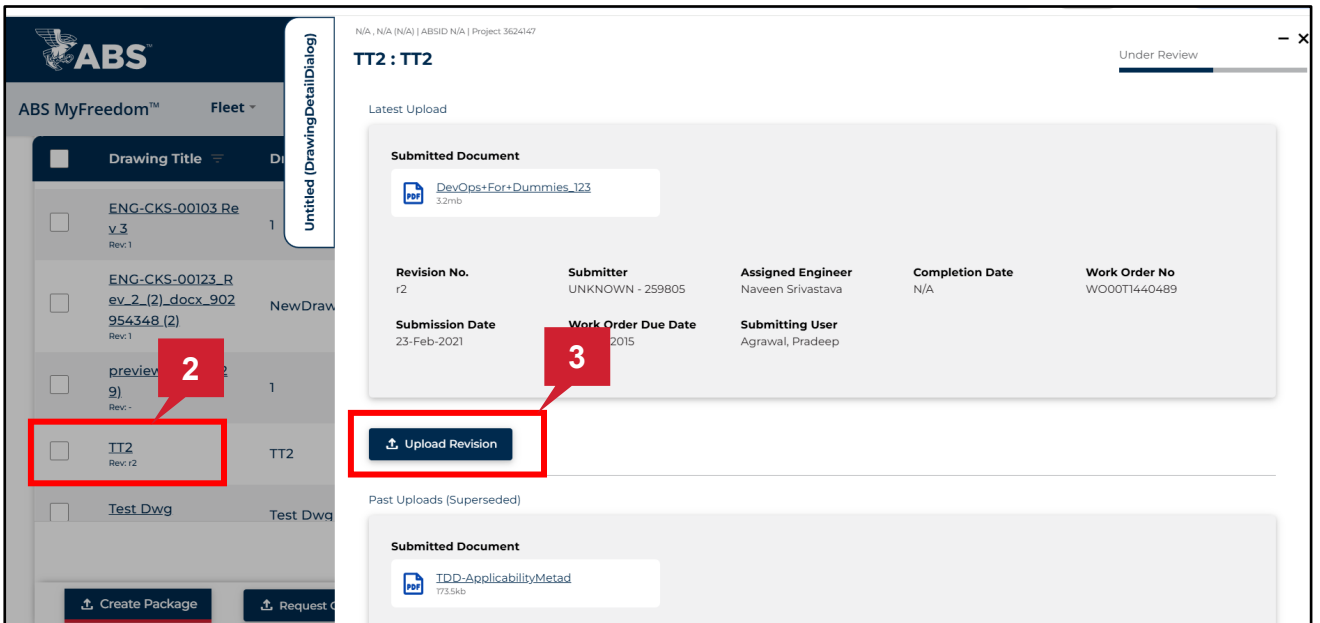 ABS™
ABS MyFreedom™
Fleet
Drawing Title
ENG-CKS-00103 Re
v 3
Rev: 1
1
ENG-CKS-00123_R
ev_2_(2)_docx_902
954348 (2)
Rev: 1
NewDraw
9)
Rev: -
1
2
TT2
Rev: r2
TT2
Test Dwg
Test Dwg
Create Package
Request
Untitled (DrawingDetailDialog)
N/A , N/A (N/A) | ABSID N/A | Project 3624147
TT2 : TT2
Under Review
Latest Upload
Submitted Document
PDF
DevOps+For+Dummies_123
3.2mb
Revision No.
r2
Submitter
UNKNOWN - 259805
Assigned Engineer
Naveen Srivastava
Completion Date
N/A
Work Order No
WO00T1440489
Submission Date
23-Feb-2021
Work Order Due Date
2015
Submitting User
Agrawal, Pradeep
3
Upload Revision
Past Uploads (Superseded)
Submitted Document
PDF
TDD-ApplicabilityMetad
173.5kb